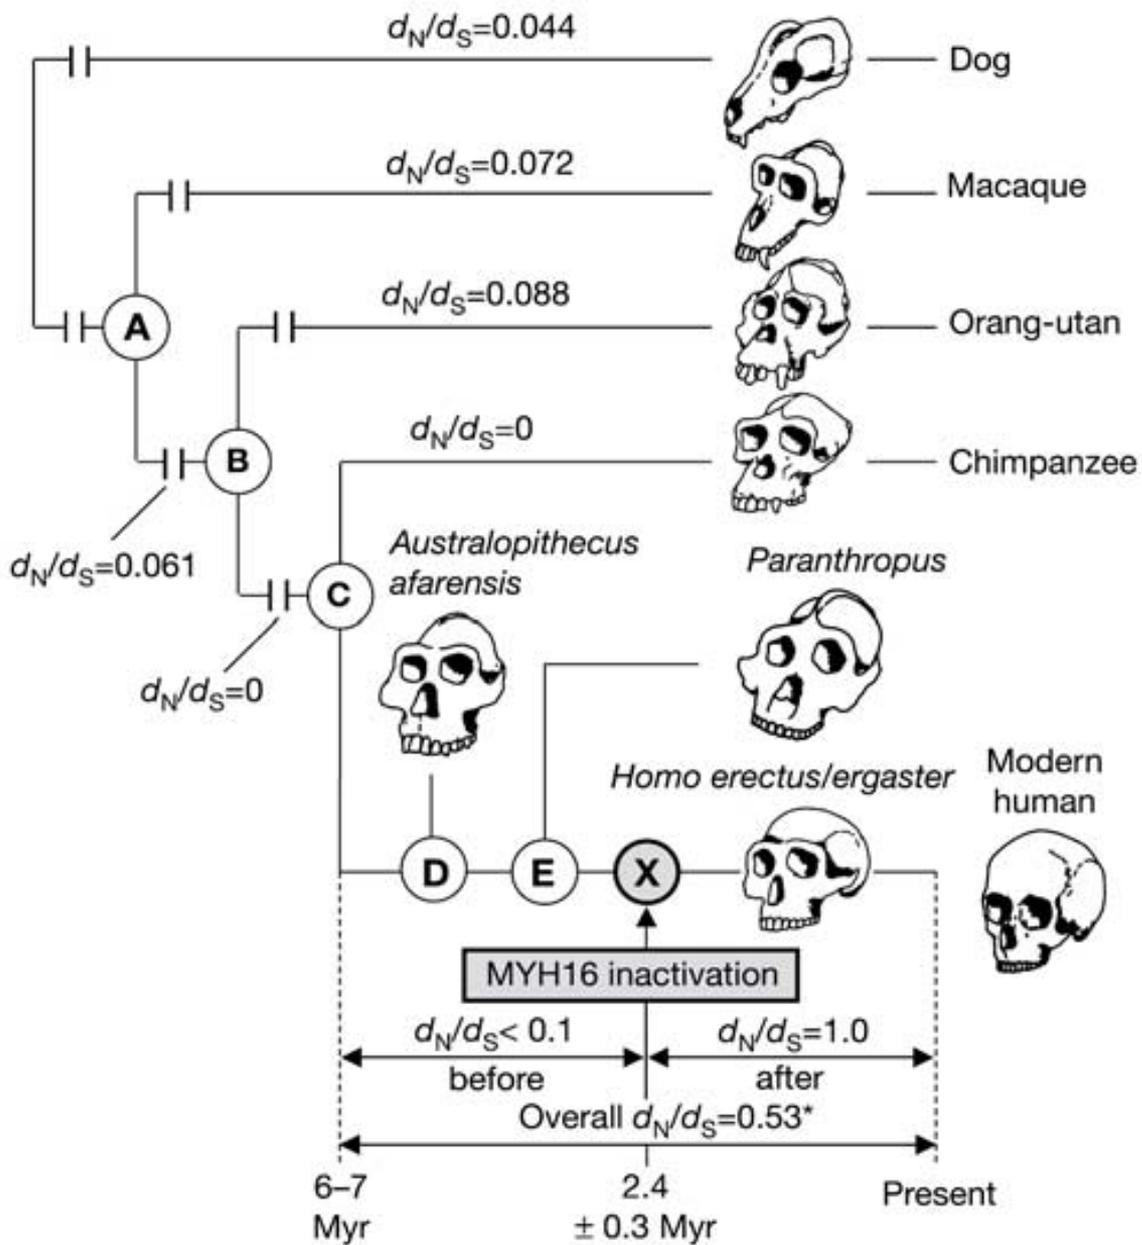 dN/dS=0.044
Dog
dN/dS=0.072
Macaque
dN/dS=0.088
A
Orang-utan
dN/dS=0
B
Chimpanzee
dN/dS=0.061
Australopithecus
afarensis
Paranthropus
C
dN/dS=0
Homo erectus/ergaster
Modern
human
D
E
X
MYH16 inactivation
dN/dS< 0.1
dN/dS=1.0
before
after
Overall dN/dS=0.53*
6–7
Myr
2.4
± 0.3 Myr
Present